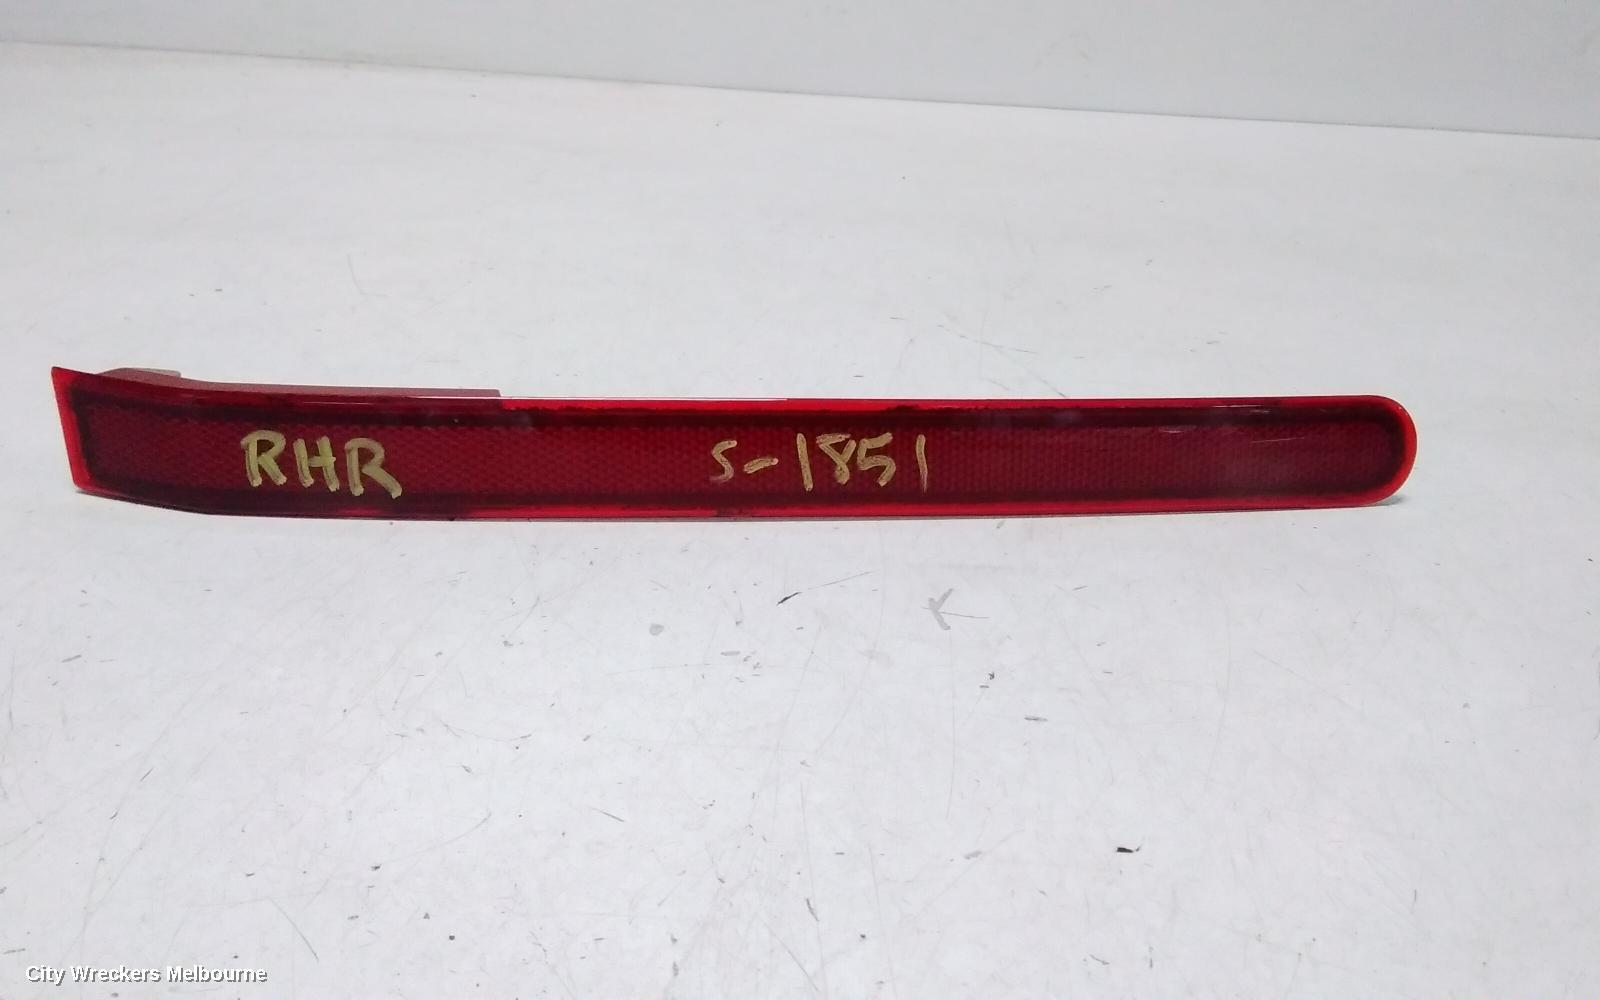 RHR S-1851
City Wreckers Melbourne